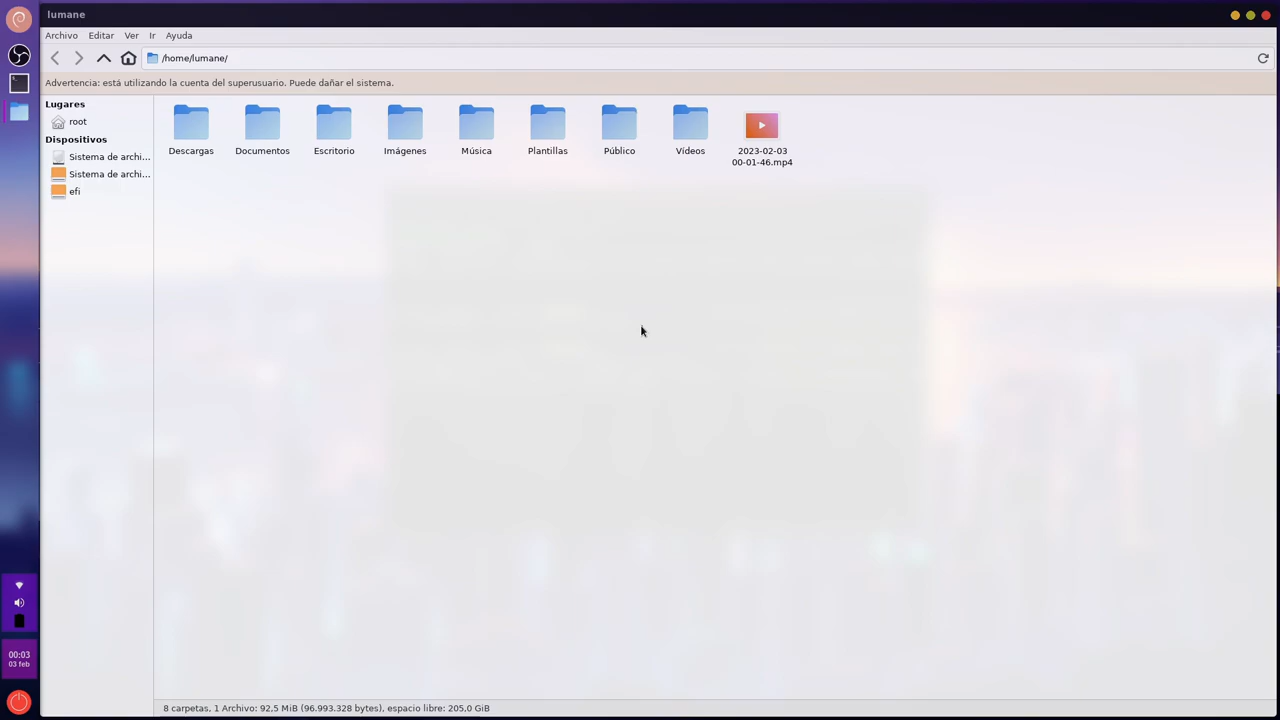 lumane
Archivo Editar Ver Ir Ayuda
/home/lumane/
Advertencia: está utilizando la cuenta del superusuario. Puede dañar el sistema.
Lugares
root
Dispositivos
Sistema de archi...
Sistema de archi...
efi
Descargas Documentos Escritorio Imágenes Música Plantillas Público Vídeos 2023-02-03
00-01-46.mp4
00:03
03 feb
8 carpetas, 1 Archivo: 92,5 MiB (96.993.328 bytes), espacio libre: 205,0 GiB